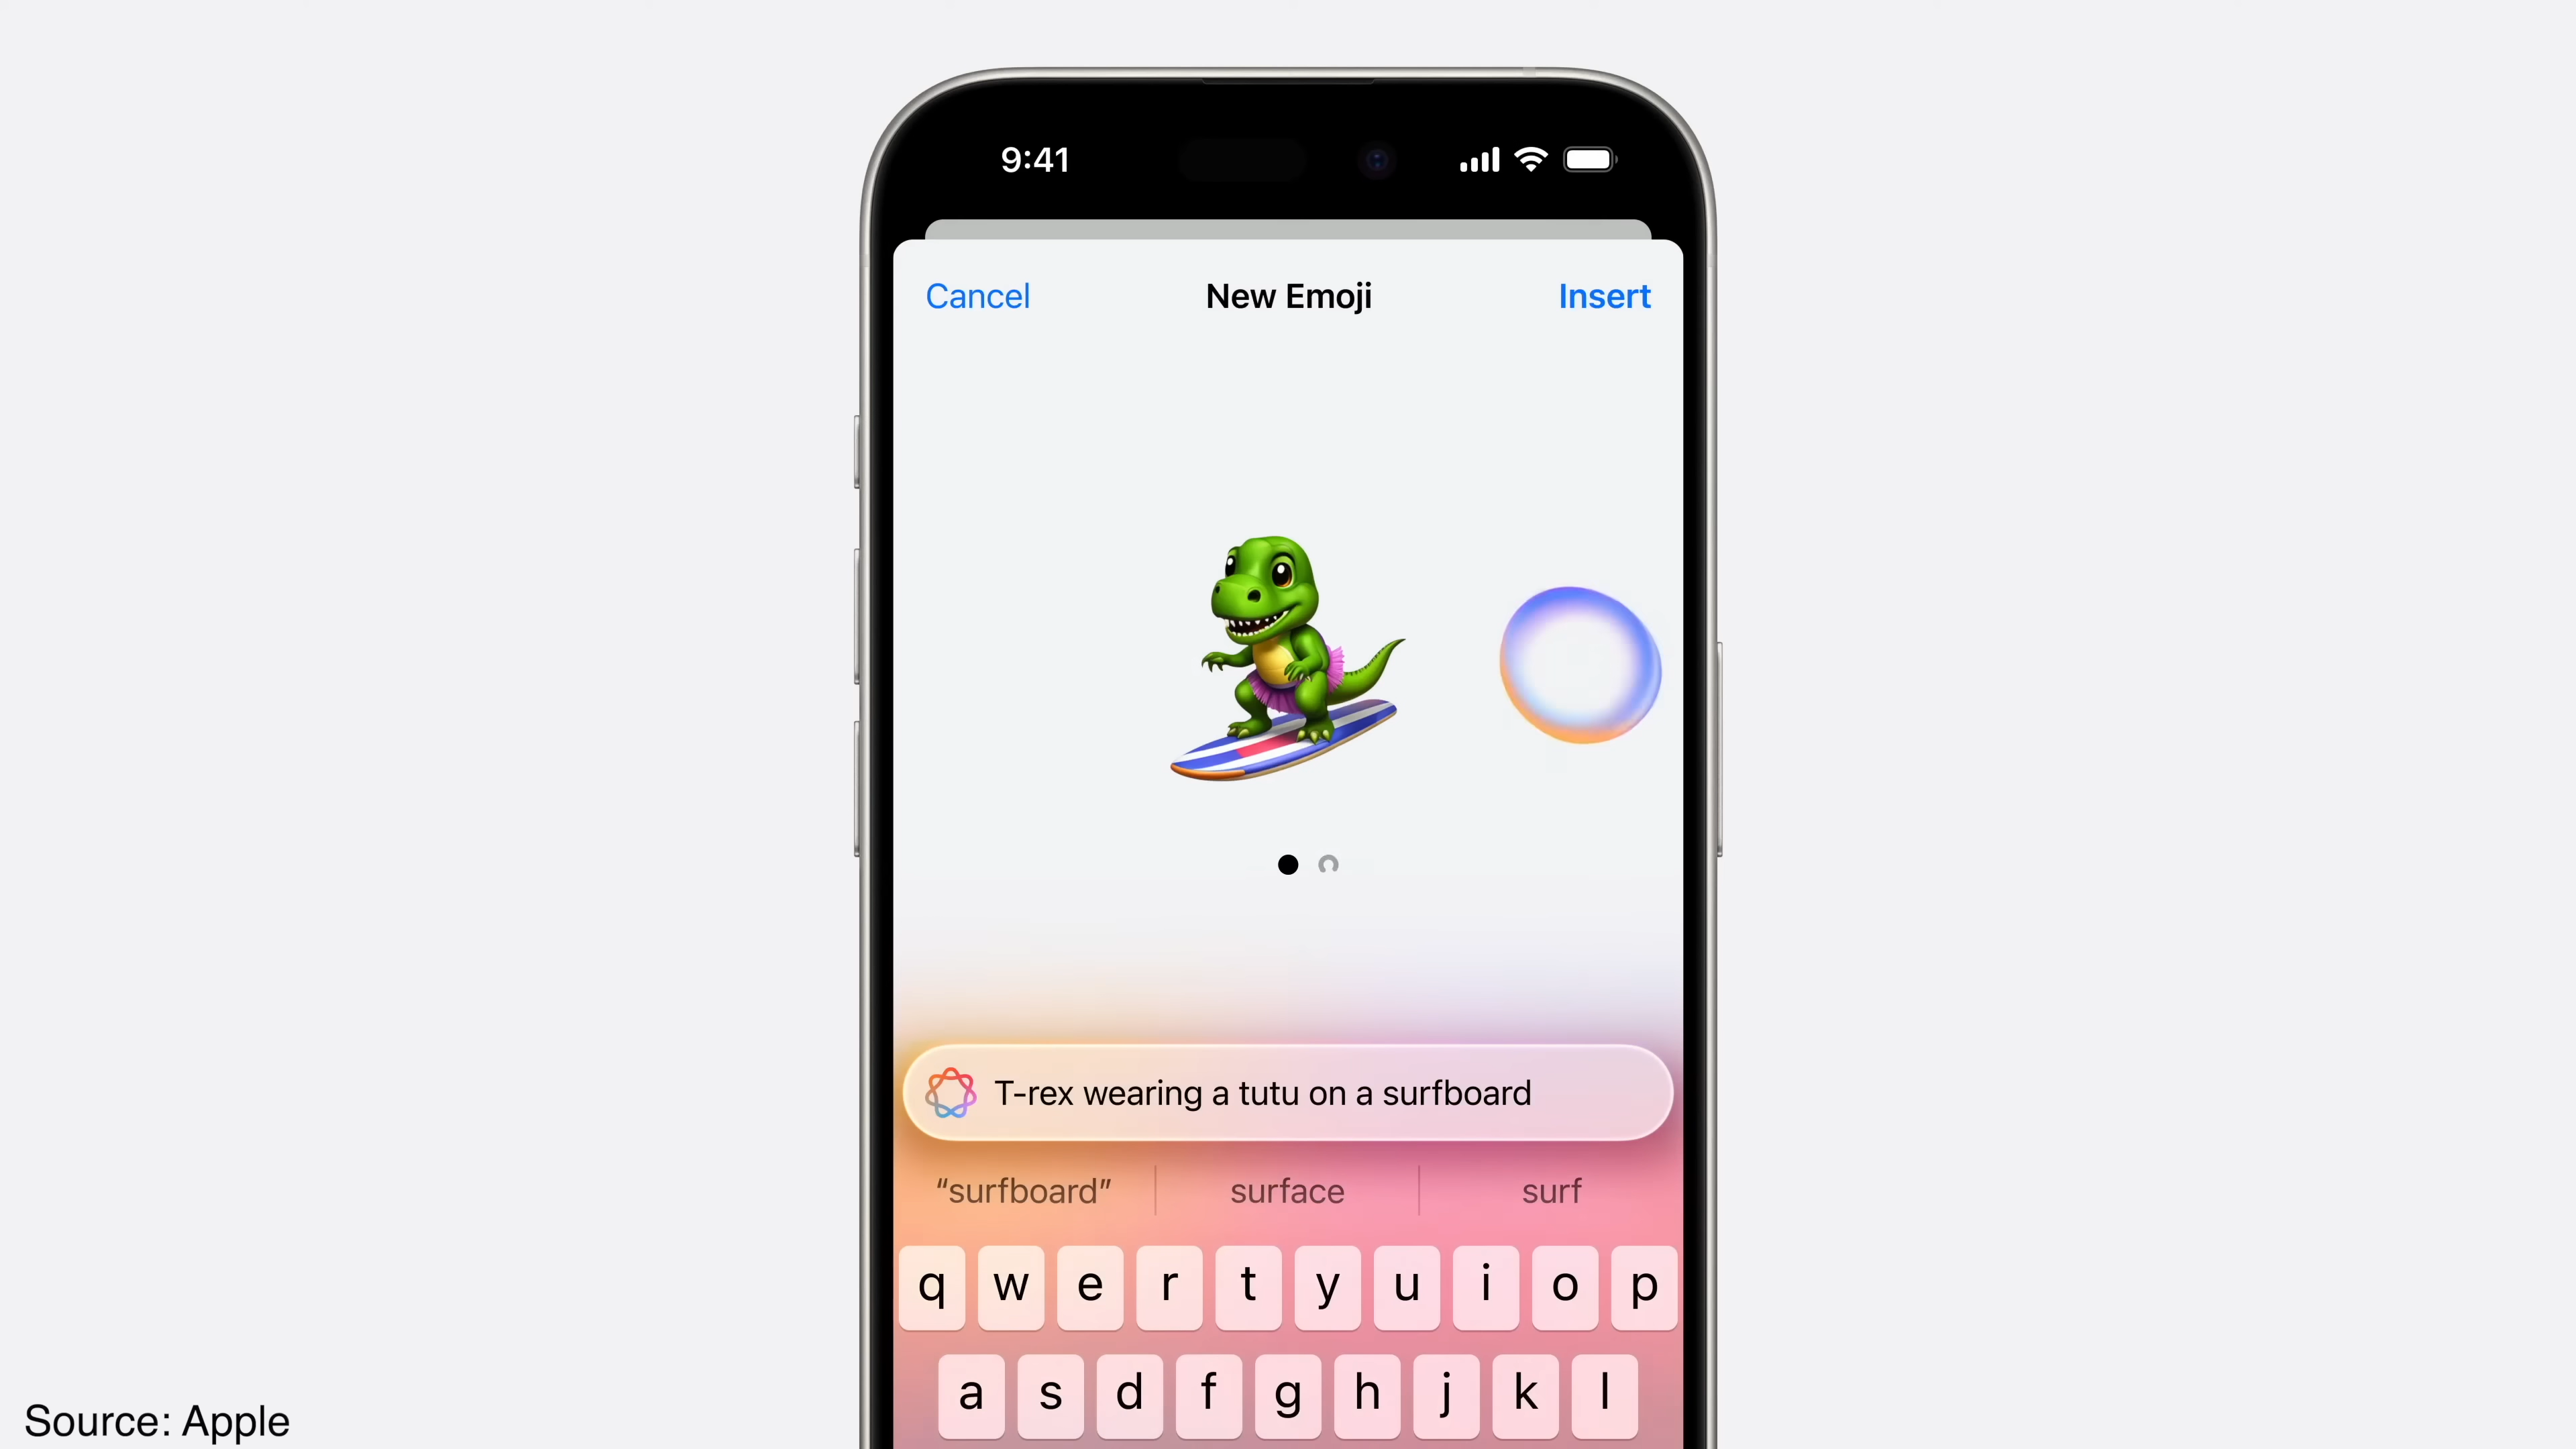 9:41
Cancel New Emoji Insert
T-rex wearing a tutu on a surfboard
“surfboard” surface surf
q w e r t y u i o p
a s d f g h j k l
Source: Apple